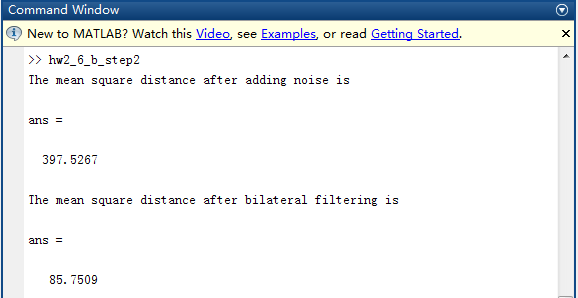 Command Window
New to MATLAB? Watch this Video, see Examples, or read Getting Started.
>> hw2_6_b_step2
The mean square distance after adding noise is
ans =
397.5267
The mean square distance after bilateral filtering is
ans =
85.7509